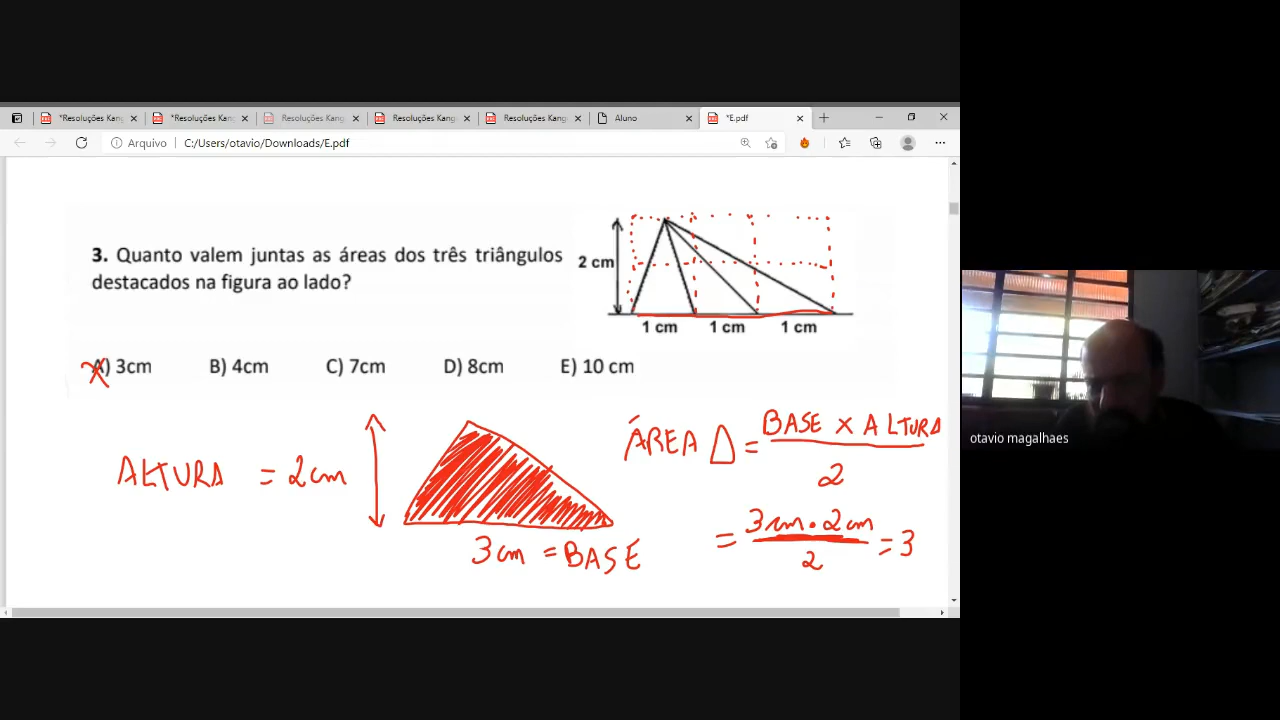 *Resoluções Kang
*Resoluções Kang
Resoluções Kang
Resoluções Kang
Resoluções Kang
Aluno
*E.pdf
Arquivo
C:/Users/otavio/Downloads/E.pdf
3. Quanto valem juntas as áreas dos três triângulos
destacados na figura ao lado?
2 cm
1 cm 1 cm 1 cm
A) 3cm B) 4cm C) 7cm D) 8cm E) 10 cm
ALTURA = 2cm
3cm = BASE
ÁREA Δ = BASE X ALTURA
2
= 3cm . 2cm = 3
2
otavio magalhaes